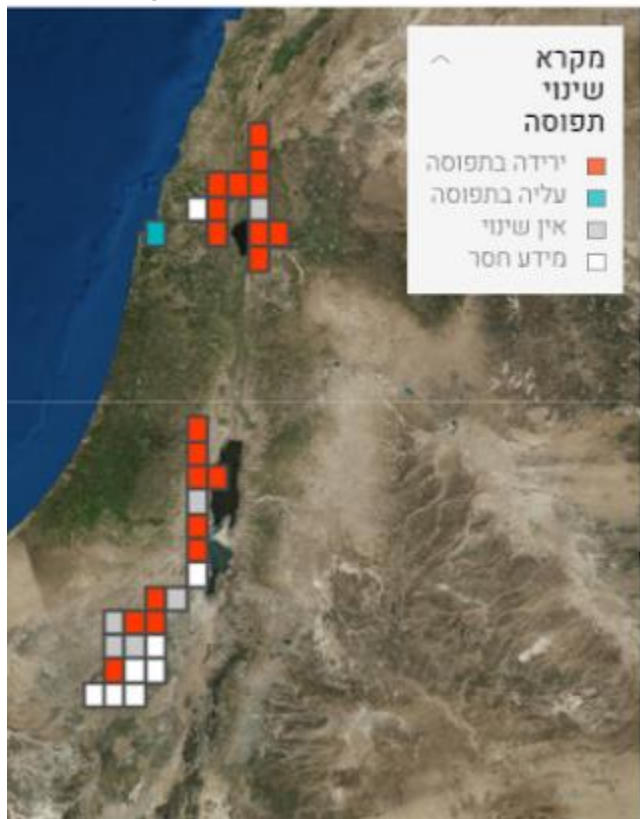 מקרא
שינוי
תפוסה
ירידה בתפוסה
עליה בתפוסה
אין שינוי
מידע חסר